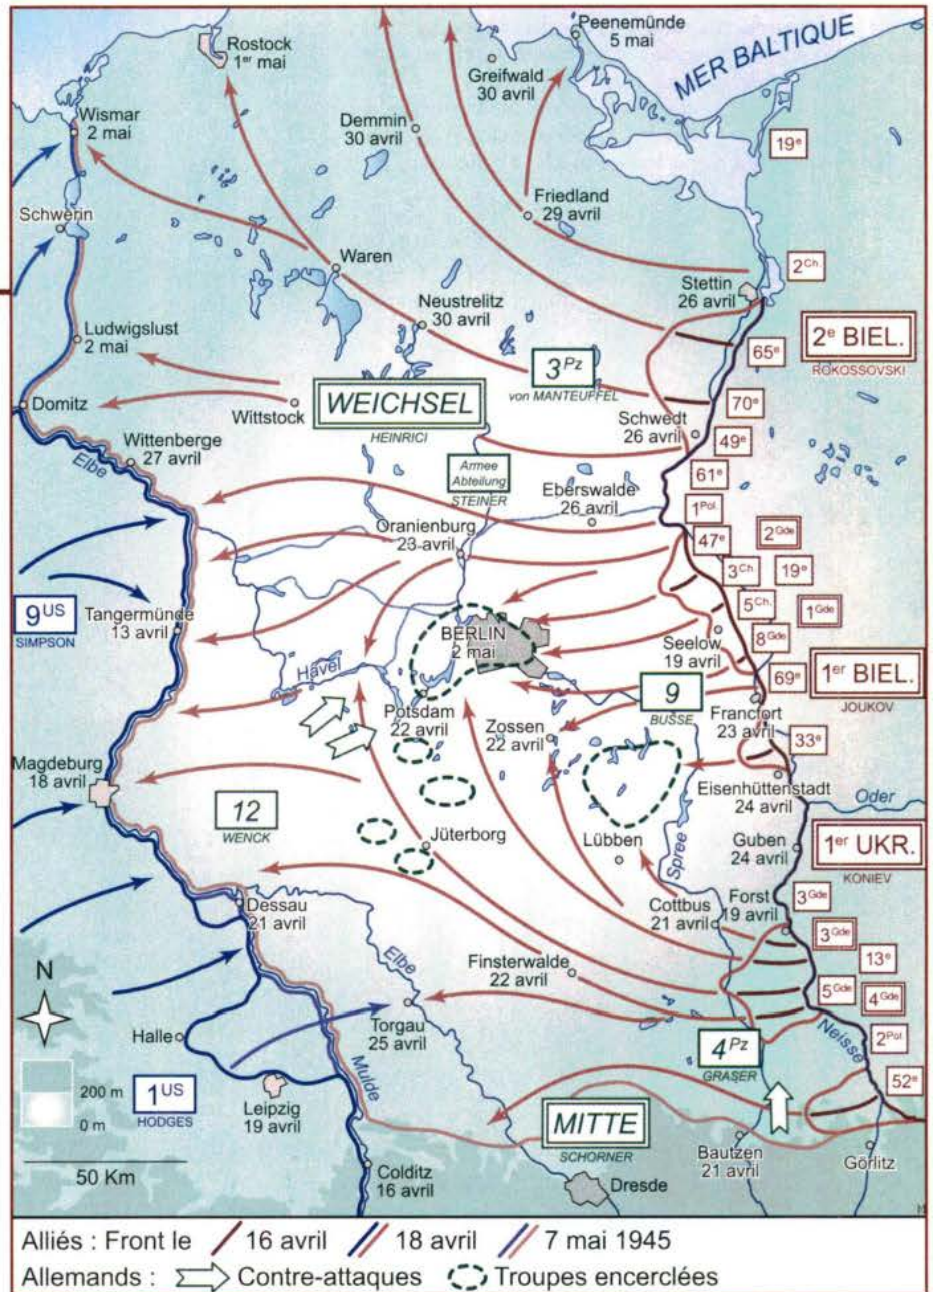 Peenemünde
5 mai
Rostock
1er mai
MER BALTIQUE
Greifwald
30 avril
Wismar
2 mai
Demmin
30 avril
19e
Friedland
29 avril
Schwerin
Waren
2Ch.
Stettin
26 avril
Neustrelitz
30 avril
Ludwigslust
2 mai
2e BIEL.
ROKOSSOVSKI
65e
3Pz
von MANTEUFFEL
Domitz
Wittstock
WEICHSEL
HEINRICI
70e
Schwedt
26 avril
49e
Wittenberge
27 avril
Elbe
61e
Armee
Abteilung
STEINER
Eberswalde
26 avril
1Pol.
Oranienburg
23 avril
47e
2Gde
3Ch.
19e
9US
SIMPSON
Tangermünde
13 avril
5Ch.
1Gde
BERLIN
2 mai
Seelow
19 avril
8Gde
Havel
69e
1er BIEL.
JOUKOV
9
BUSSE
Potsdam
22 avril
Zossen
22 avril
Francfort
23 avril
33e
Magdeburg
18 avril
Eisenhüttenstadt
24 avril
Oder
12
WENCK
Jüterborg
Lübben
Spree
Guben
24 avril
1er UKR.
KONIEV
Dessau
21 avril
Cottbus
21 avril
Forst
19 avril
3Gde
3Gde
N
Elbe
Finsterwalde
22 avril
13e
5Gde
4Gde
Halle
Torgau
25 avril
Neisse
2Pol.
4Pz
GRASER
200 m
0 m
1US
HODGES
Mulde
52e
Leipzig
19 avril
MITTE
SCHORNER
50 Km
Colditz
16 avril
Bautzen
21 avril
Görlitz
Dresde
Alliés : Front le 16 avril 18 avril 7 mai 1945
Allemands : Contre-attaques Troupes encerclées